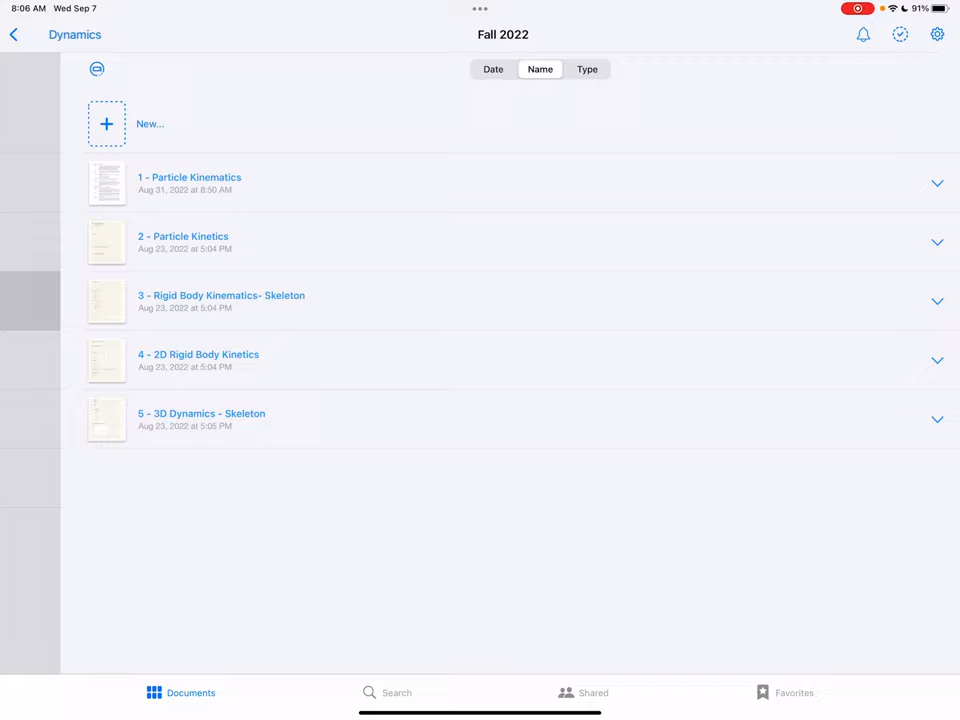 8:06 AM Wed Sep 7
91%
Dynamics
Fall 2022
Date Name Type
New...
1 - Particle Kinematics
Aug 31, 2022 at 8:50 AM
2 - Particle Kinetics
Aug 23, 2022 at 5:04 PM
3 - Rigid Body Kinematics- Skeleton
Aug 23, 2022 at 5:04 PM
4 - 2D Rigid Body Kinetics
Aug 23, 2022 at 5:04 PM
5 - 3D Dynamics - Skeleton
Aug 23, 2022 at 5:05 PM
Documents Search Shared Favorites